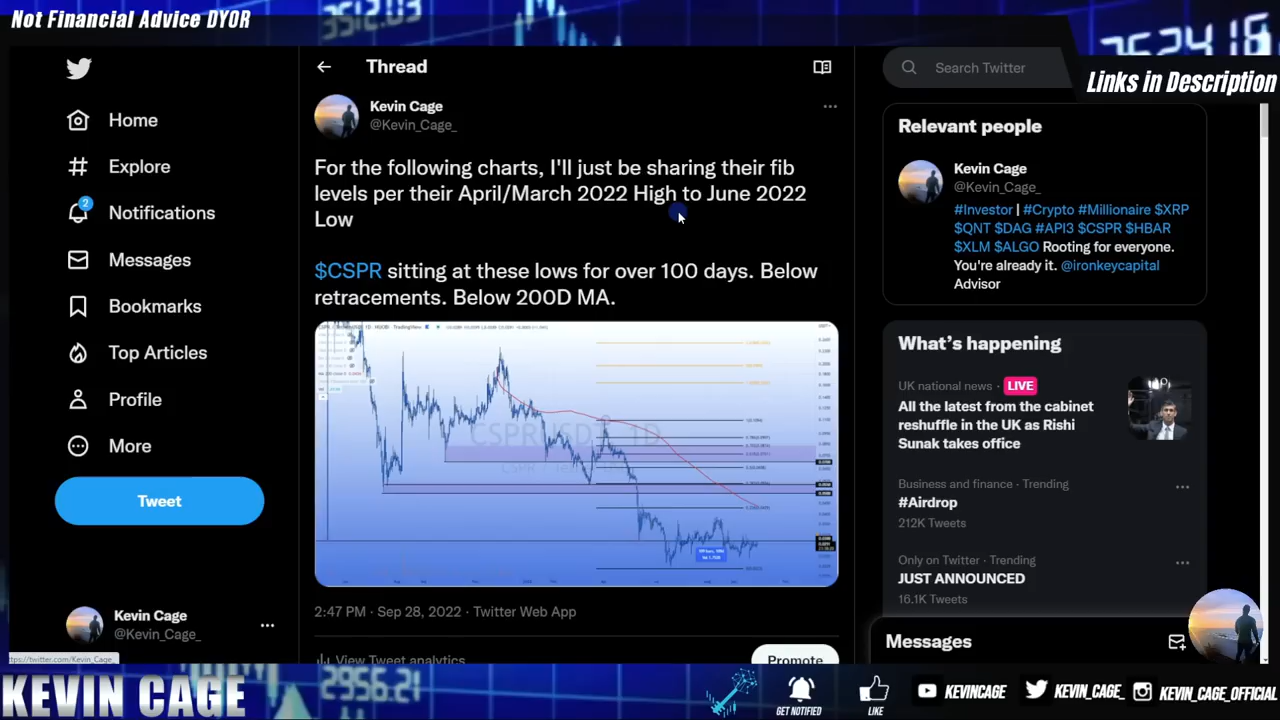 Not Financial Advice DYOR
Links in Description
Thread
Search Twitter
Home
Explore
2
Notifications
Messages
Bookmarks
Top Articles
Profile
More
Tweet
Kevin Cage
@Kevin_Cage_
Kevin Cage
@Kevin_Cage_
For the following charts, I'll just be sharing their fib
levels per their April/March 2022 High to June 2022
Low
$CSPR sitting at these lows for over 100 days. Below
retracements. Below 200D MA.
CSPRUSDT 1D
2:47 PM · Sep 28, 2022 · Twitter Web App
View Tweet analytics
Promote
Relevant people
Kevin Cage
@Kevin_Cage_
#Investor | #Crypto #Millionaire $XRP
$QNT $DAG #API3 $CSPR $HBAR
$XLM $ALGO Rooting for everyone.
You're already it. @ironkeycapital
Advisor
What's happening
UK national news · LIVE
All the latest from the cabinet
reshuffle in the UK as Rishi
Sunak takes office
Business and finance · Trending
#Airdrop
212K Tweets
Only on Twitter · Trending
JUST ANNOUNCED
16.1K Tweets
Messages
KEVIN CAGE
2956.21
GET NOTIFIED
LIKE
KEVINCAGE
KEVIN_CAGE_
KEVIN_CAGE_OFFICIAL